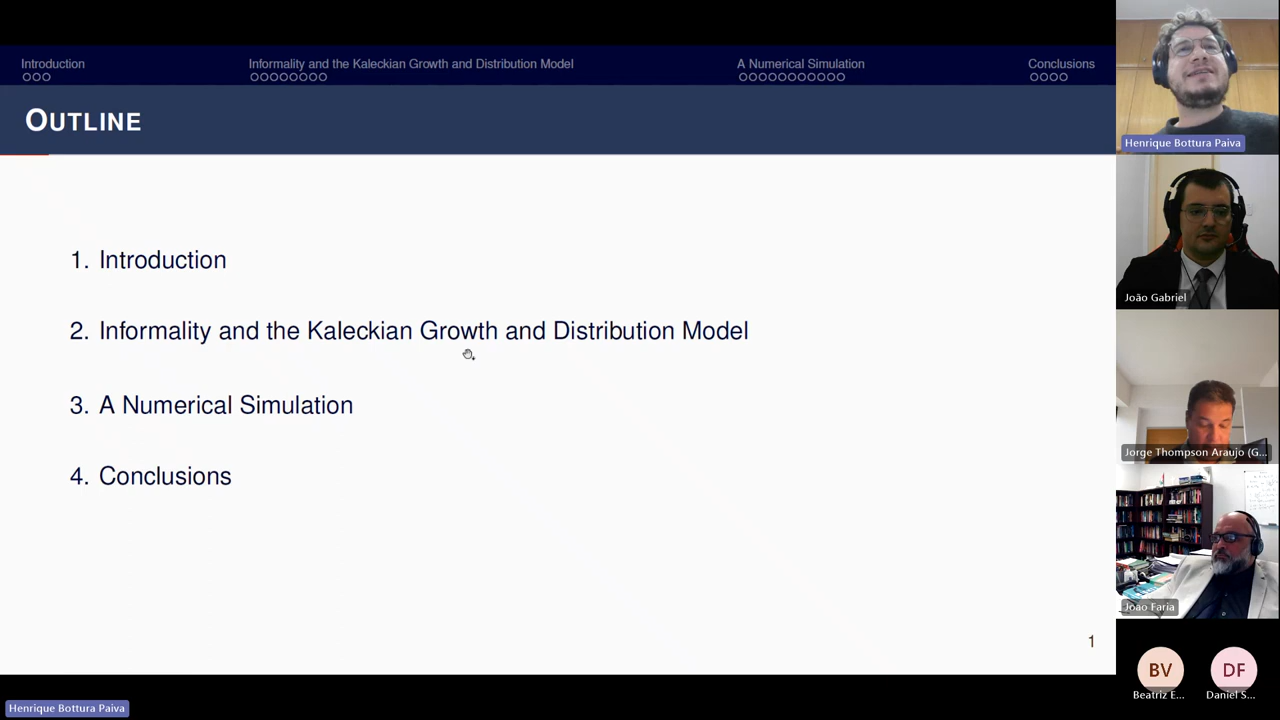 Introduction
Informality and the Kaleckian Growth and Distribution Model
A Numerical Simulation
Conclusions
OUTLINE
1. Introduction
2. Informality and the Kaleckian Growth and Distribution Model
3. A Numerical Simulation
4. Conclusions
1
Henrique Bottura Paiva
Henrique Bottura Paiva
João Gabriel
Jorge Thompson Araujo (G...
João Faria
BV
Beatriz E...
DF
Daniel S...